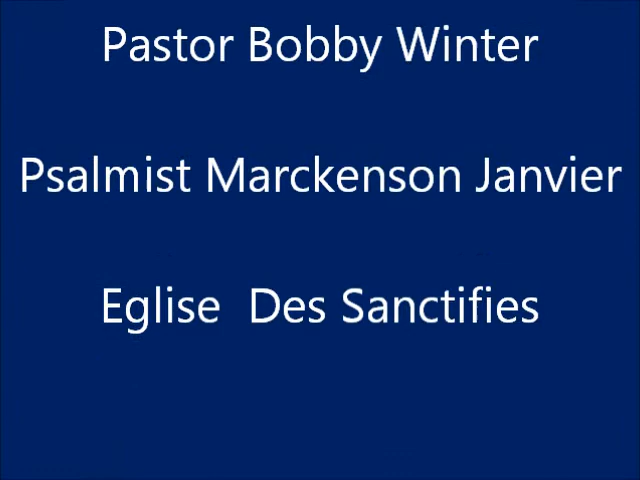 Pastor Bobby Winter
Psalmist Marckenson Janvier
Eglise  Des Sanctifies